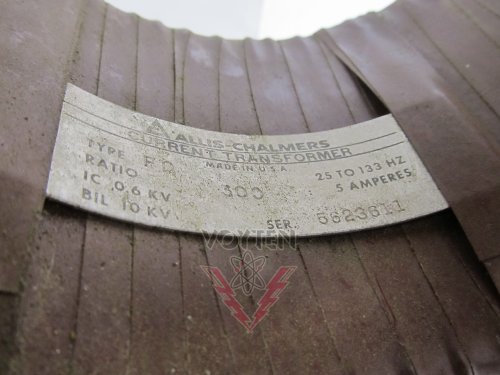 ALLIS-CHALMERS
CURRENT TRANSFORMER
MADE IN U.S.A.
TYPE
RATIO 300 25 TO 133 HZ
IC 0.6 KV 5 AMPERES
BIL 10 KV SER. 5623611
VOYTEN